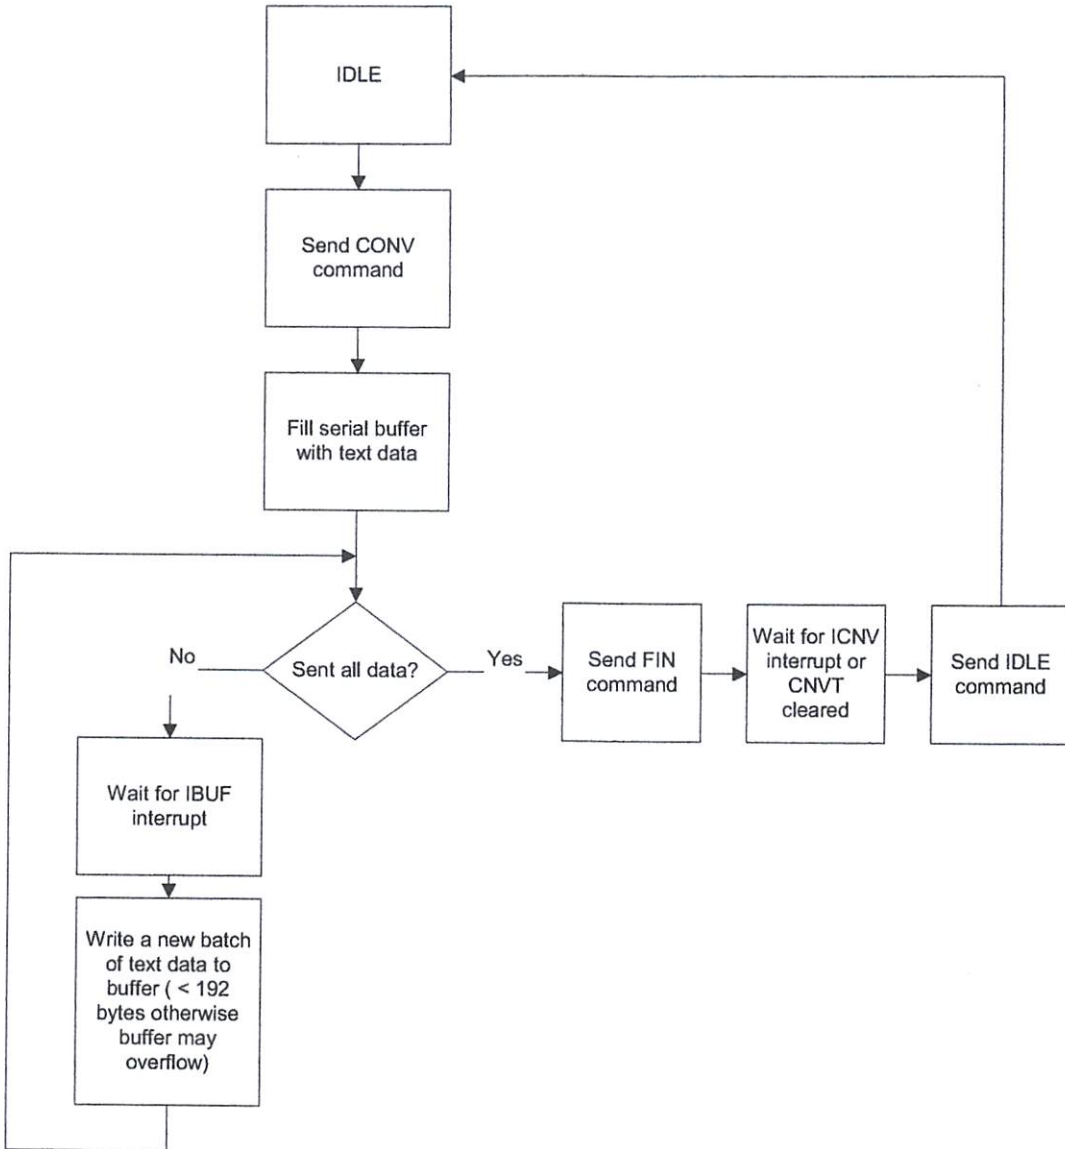 IDLE
Send CONV
command
Fill serial buffer
with text data
Sent all data?
No
Yes
Send FIN
command
Wait for ICNV
interrupt or
CNVT
cleared
Send IDLE
command
Wait for IBUF
interrupt
Write a new batch
of text data to
buffer ( < 192
bytes otherwise
buffer may
overflow)